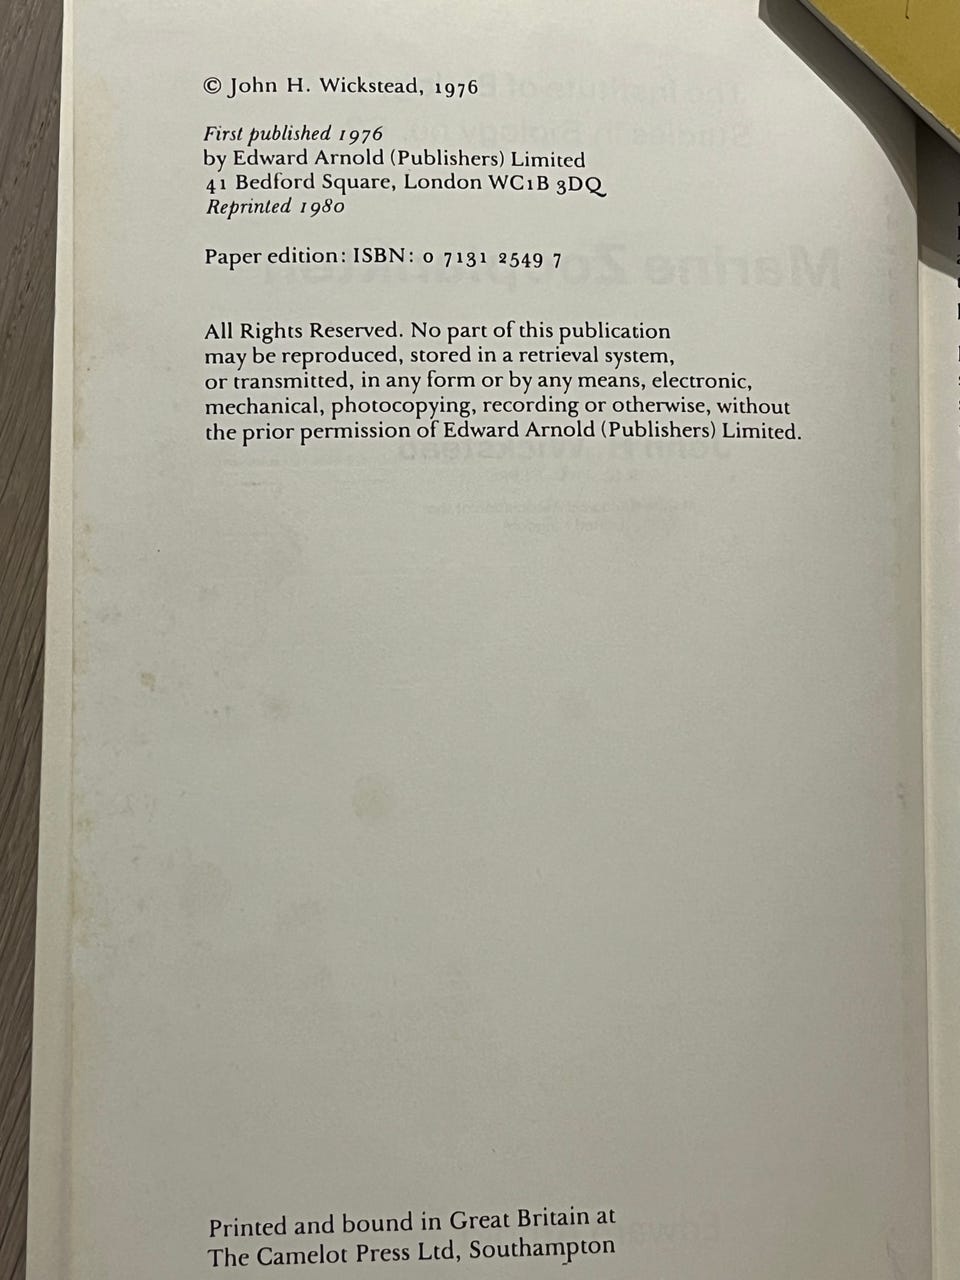 © John H. Wickstead, 1976
First published 1976
by Edward Arnold (Publishers) Limited
41 Bedford Square, London WC1B 3DQ
Reprinted 1980
Paper edition: ISBN: 0 7131 2549 7
All Rights Reserved. No part of this publication
may be reproduced, stored in a retrieval system,
or transmitted, in any form or by any means, electronic,
mechanical, photocopying, recording or otherwise, without
the prior permission of Edward Arnold (Publishers) Limited.
Printed and bound in Great Britain at
The Camelot Press Ltd, Southampton